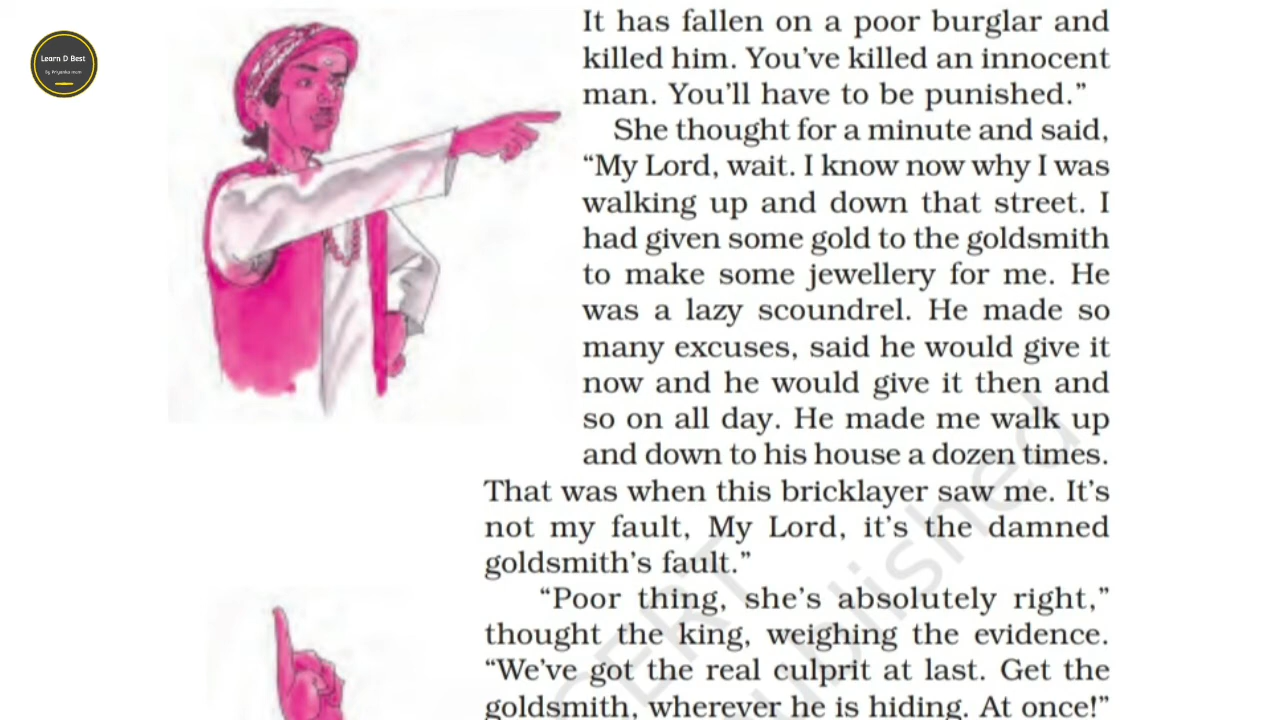 Learn D Best
by Priyanka mam
It has fallen on a poor burglar and
killed him. You've killed an innocent
man. You'll have to be punished.”
She thought for a minute and said,
“My Lord, wait. I know now why I was
walking up and down that street. I
had given some gold to the goldsmith
to make some jewellery for me. He
was a lazy scoundrel. He made so
many excuses, said he would give it
now and he would give it then and
so on all day. He made me walk up
and down to his house a dozen times.
That was when this bricklayer saw me. It's
not my fault, My Lord, it's the damned
goldsmith's fault.”
“Poor thing, she's absolutely right,”
thought the king, weighing the evidence.
“We've got the real culprit at last. Get the
goldsmith, wherever he is hiding. At once!”